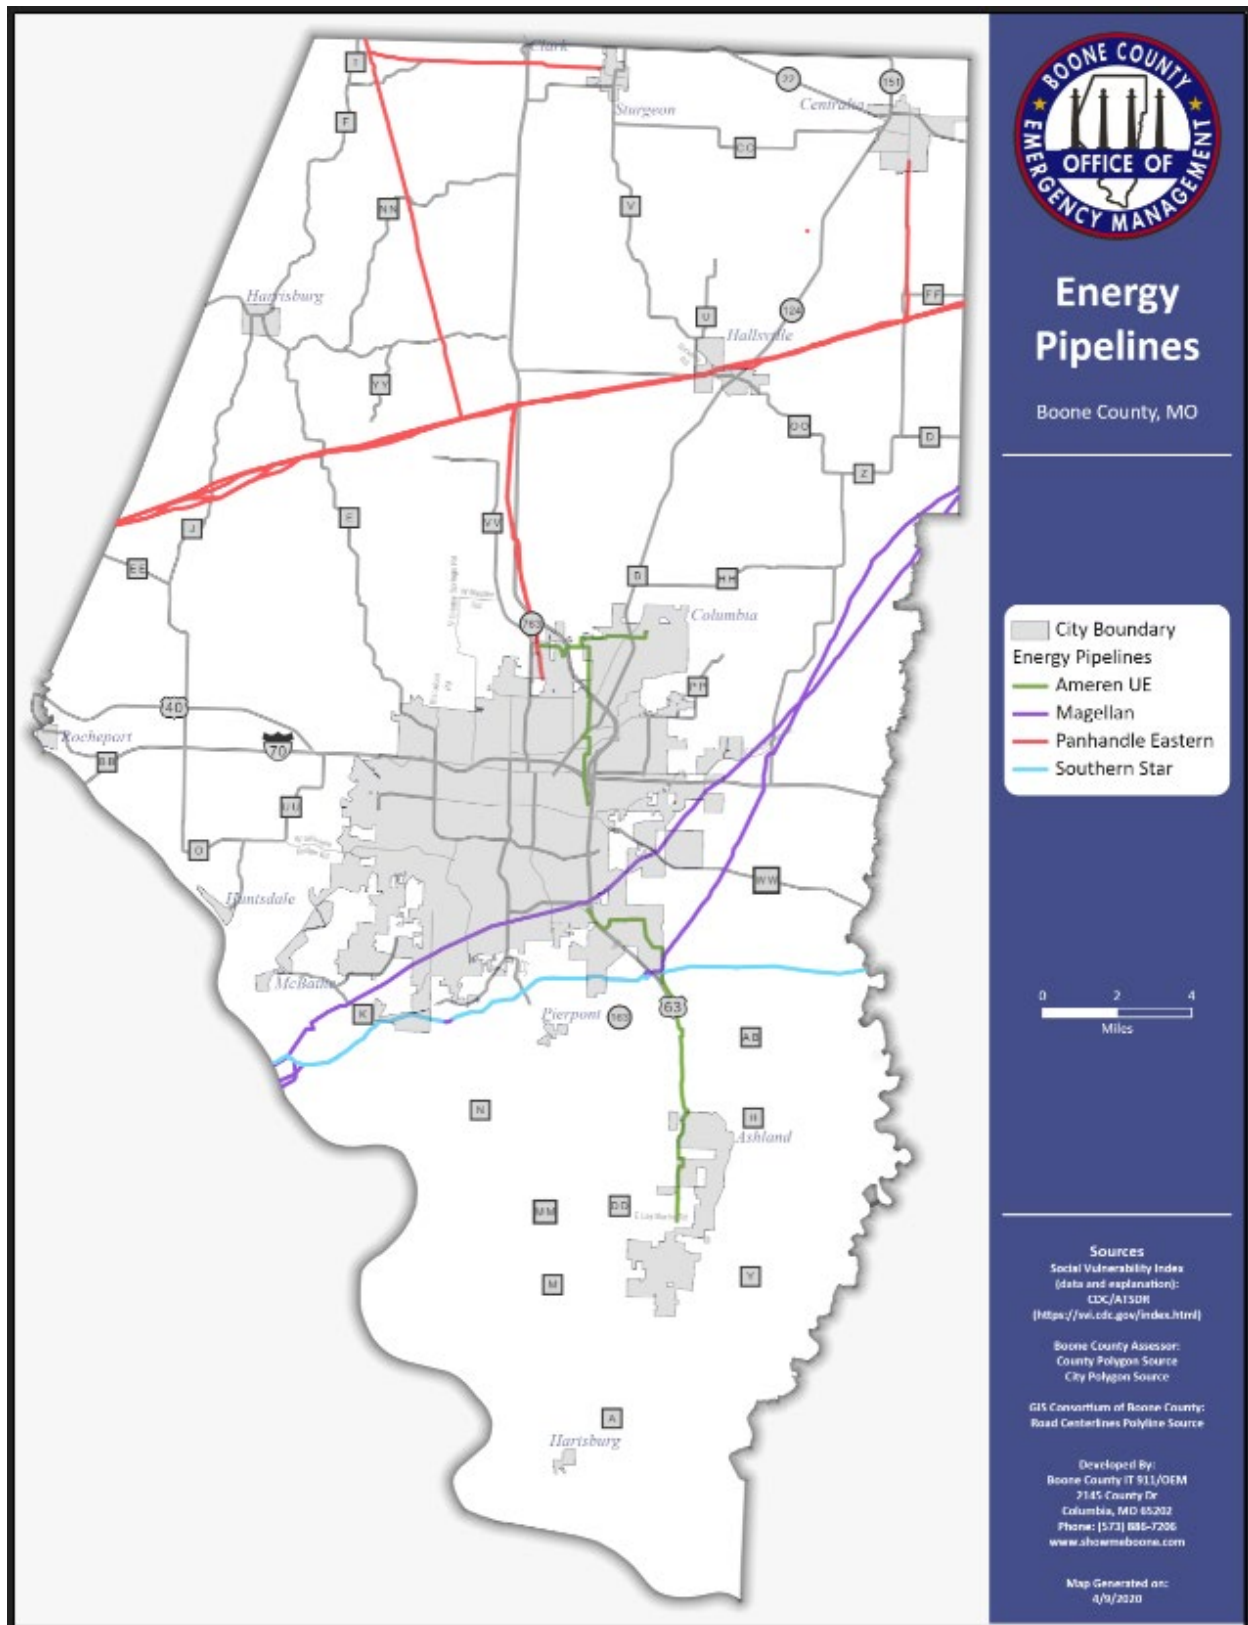 BOONE COUNTY
OFFICE OF
EMERGENCY MANAGEMENT
Energy
Pipelines
Boone County, MO
City Boundary
Energy Pipelines
Ameren UE
Magellan
Panhandle Eastern
Southern Star
0 2 4
Miles
Sources
Social Vulnerability Index
(data and explanation):
CDC/ATSDR
(https://svi.cdc.gov/index.html)
Boone County Assessor:
County Polygon Source
City Polygon Source
GIS Consortium of Boone County:
Road Centerlines Polyline Source
Developed By:
Boone County IT 911/OEM
2145 County Dr
Columbia, MO 65202
Phone: (573) 886-7206
www.showmeboone.com
Map Generated on:
4/9/2020
Clark
T
22
151
Sturgeon
Centralia
F
CC
NN
V
Harrisburg
U
124
FF
Hallsville
YY
OO
D
Z
J
E
VV
EE
B
HH
763
Columbia
PP
40
Rocheport
70
BB
UU
O
WW
Huntsdale
McBaine
K
Pierpont
163
63
AB
N
H
Ashland
MM
DD
M
Y
A
Hartsburg